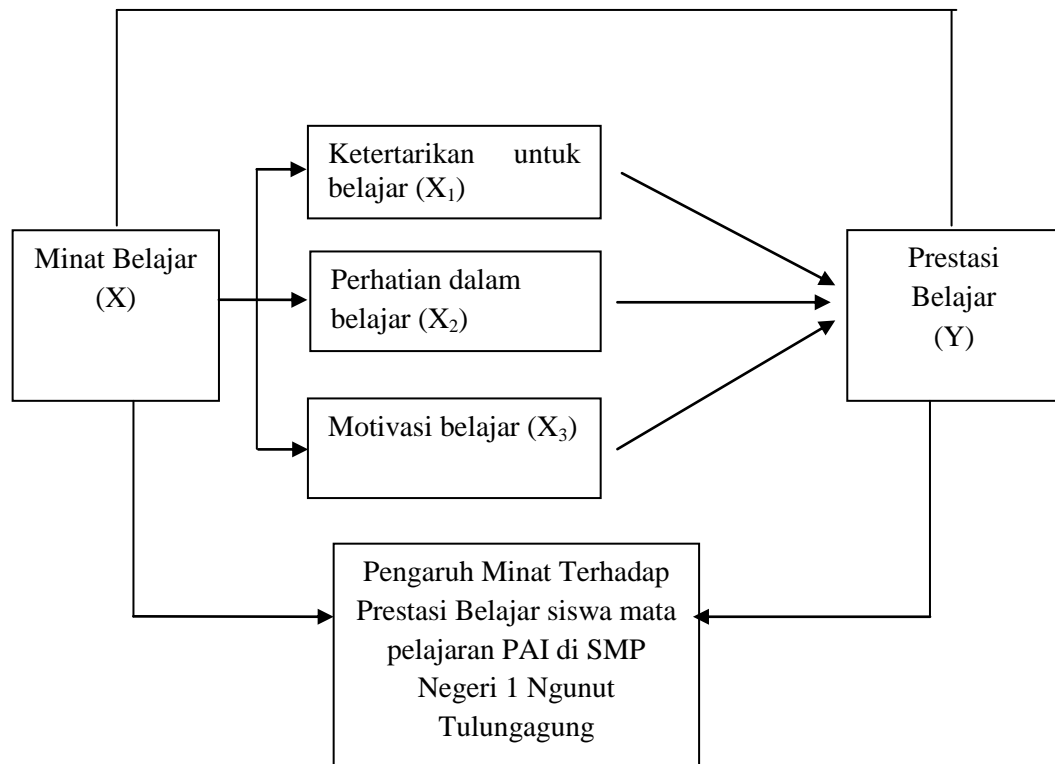 Ketertarikan untuk
belajar (X₁)
Minat Belajar
(X)
Perhatian dalam
belajar (X₂)
Prestasi
Belajar
(Y)
Motivasi belajar (X₃)
Pengaruh Minat Terhadap
Prestasi Belajar siswa mata
pelajaran PAI di SMP
Negeri 1 Ngunut
Tulungagung